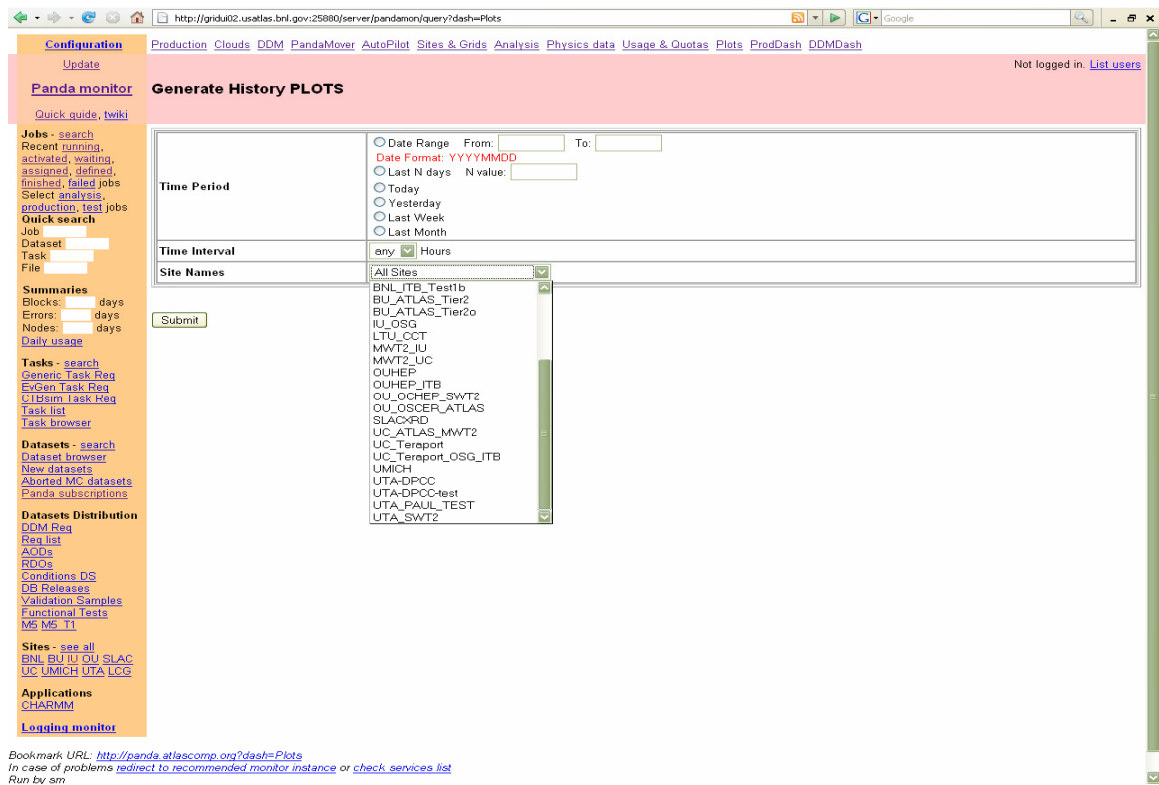 http://gridui02.usatlas.bnl.gov:25880/server/pandamon/query?dash=Plots
Google
Configuration
Production Clouds DDM PandaMover AutoPilot Sites & Grids Analysis Physics data Usage & Quotas Plots ProdDash DDMDash
Update
Not logged in. List users
Panda monitor
Generate History PLOTS
Quick guide, twiki
Jobs - search
Recent running,
activated, waiting,
assigned, defined,
finished, failed jobs
Select analysis,
production, test jobs
Quick search
Job
Dataset
Task
File
Summaries
Blocks: days
Errors: days
Nodes: days
Daily usage
Tasks - search
Generic Task Req
EvGen Task Req
CTBsim Task Req
Task list
Task browser
Datasets - search
Dataset browser
New datasets
Aborted MC datasets
Panda subscriptions
Datasets Distribution
DDM Req
Req list
AODs
RDOs
Conditions DS
DB Releases
Validation Samples
Functional Tests
M5 M5_T1
Sites - see all
BNL BU IU OU SLAC
UC UMICH UTA LCG
Applications
CHARMM
Logging monitor
Time Period
Date Range From: To:
Date Format: YYYYMMDD
Last N days N value:
Today
Yesterday
Last Week
Last Month
Time Interval
any Hours
Site Names
All Sites
BNL_ITB_Test1b
BU_ATLAS_Tier2
BU_ATLAS_Tier2o
IU_OSG
LTU_CCT
MWT2_IU
MWT2_UC
OUHEP
OUHEP_ITB
OU_OCHEP_SWT2
OU_OSCER_ATLAS
SLACXRD
UC_ATLAS_MWT2
UC_Teraport
UC_Teraport_OSG_ITB
UMICH
UTA-DPCC
UTA-DPCC-test
UTA_PAUL_TEST
UTA_SWT2
Submit
Bookmark URL: http://panda.atlascomp.org?dash=Plots
In case of problems redirect to recommended monitor instance or check services list
Run by sm